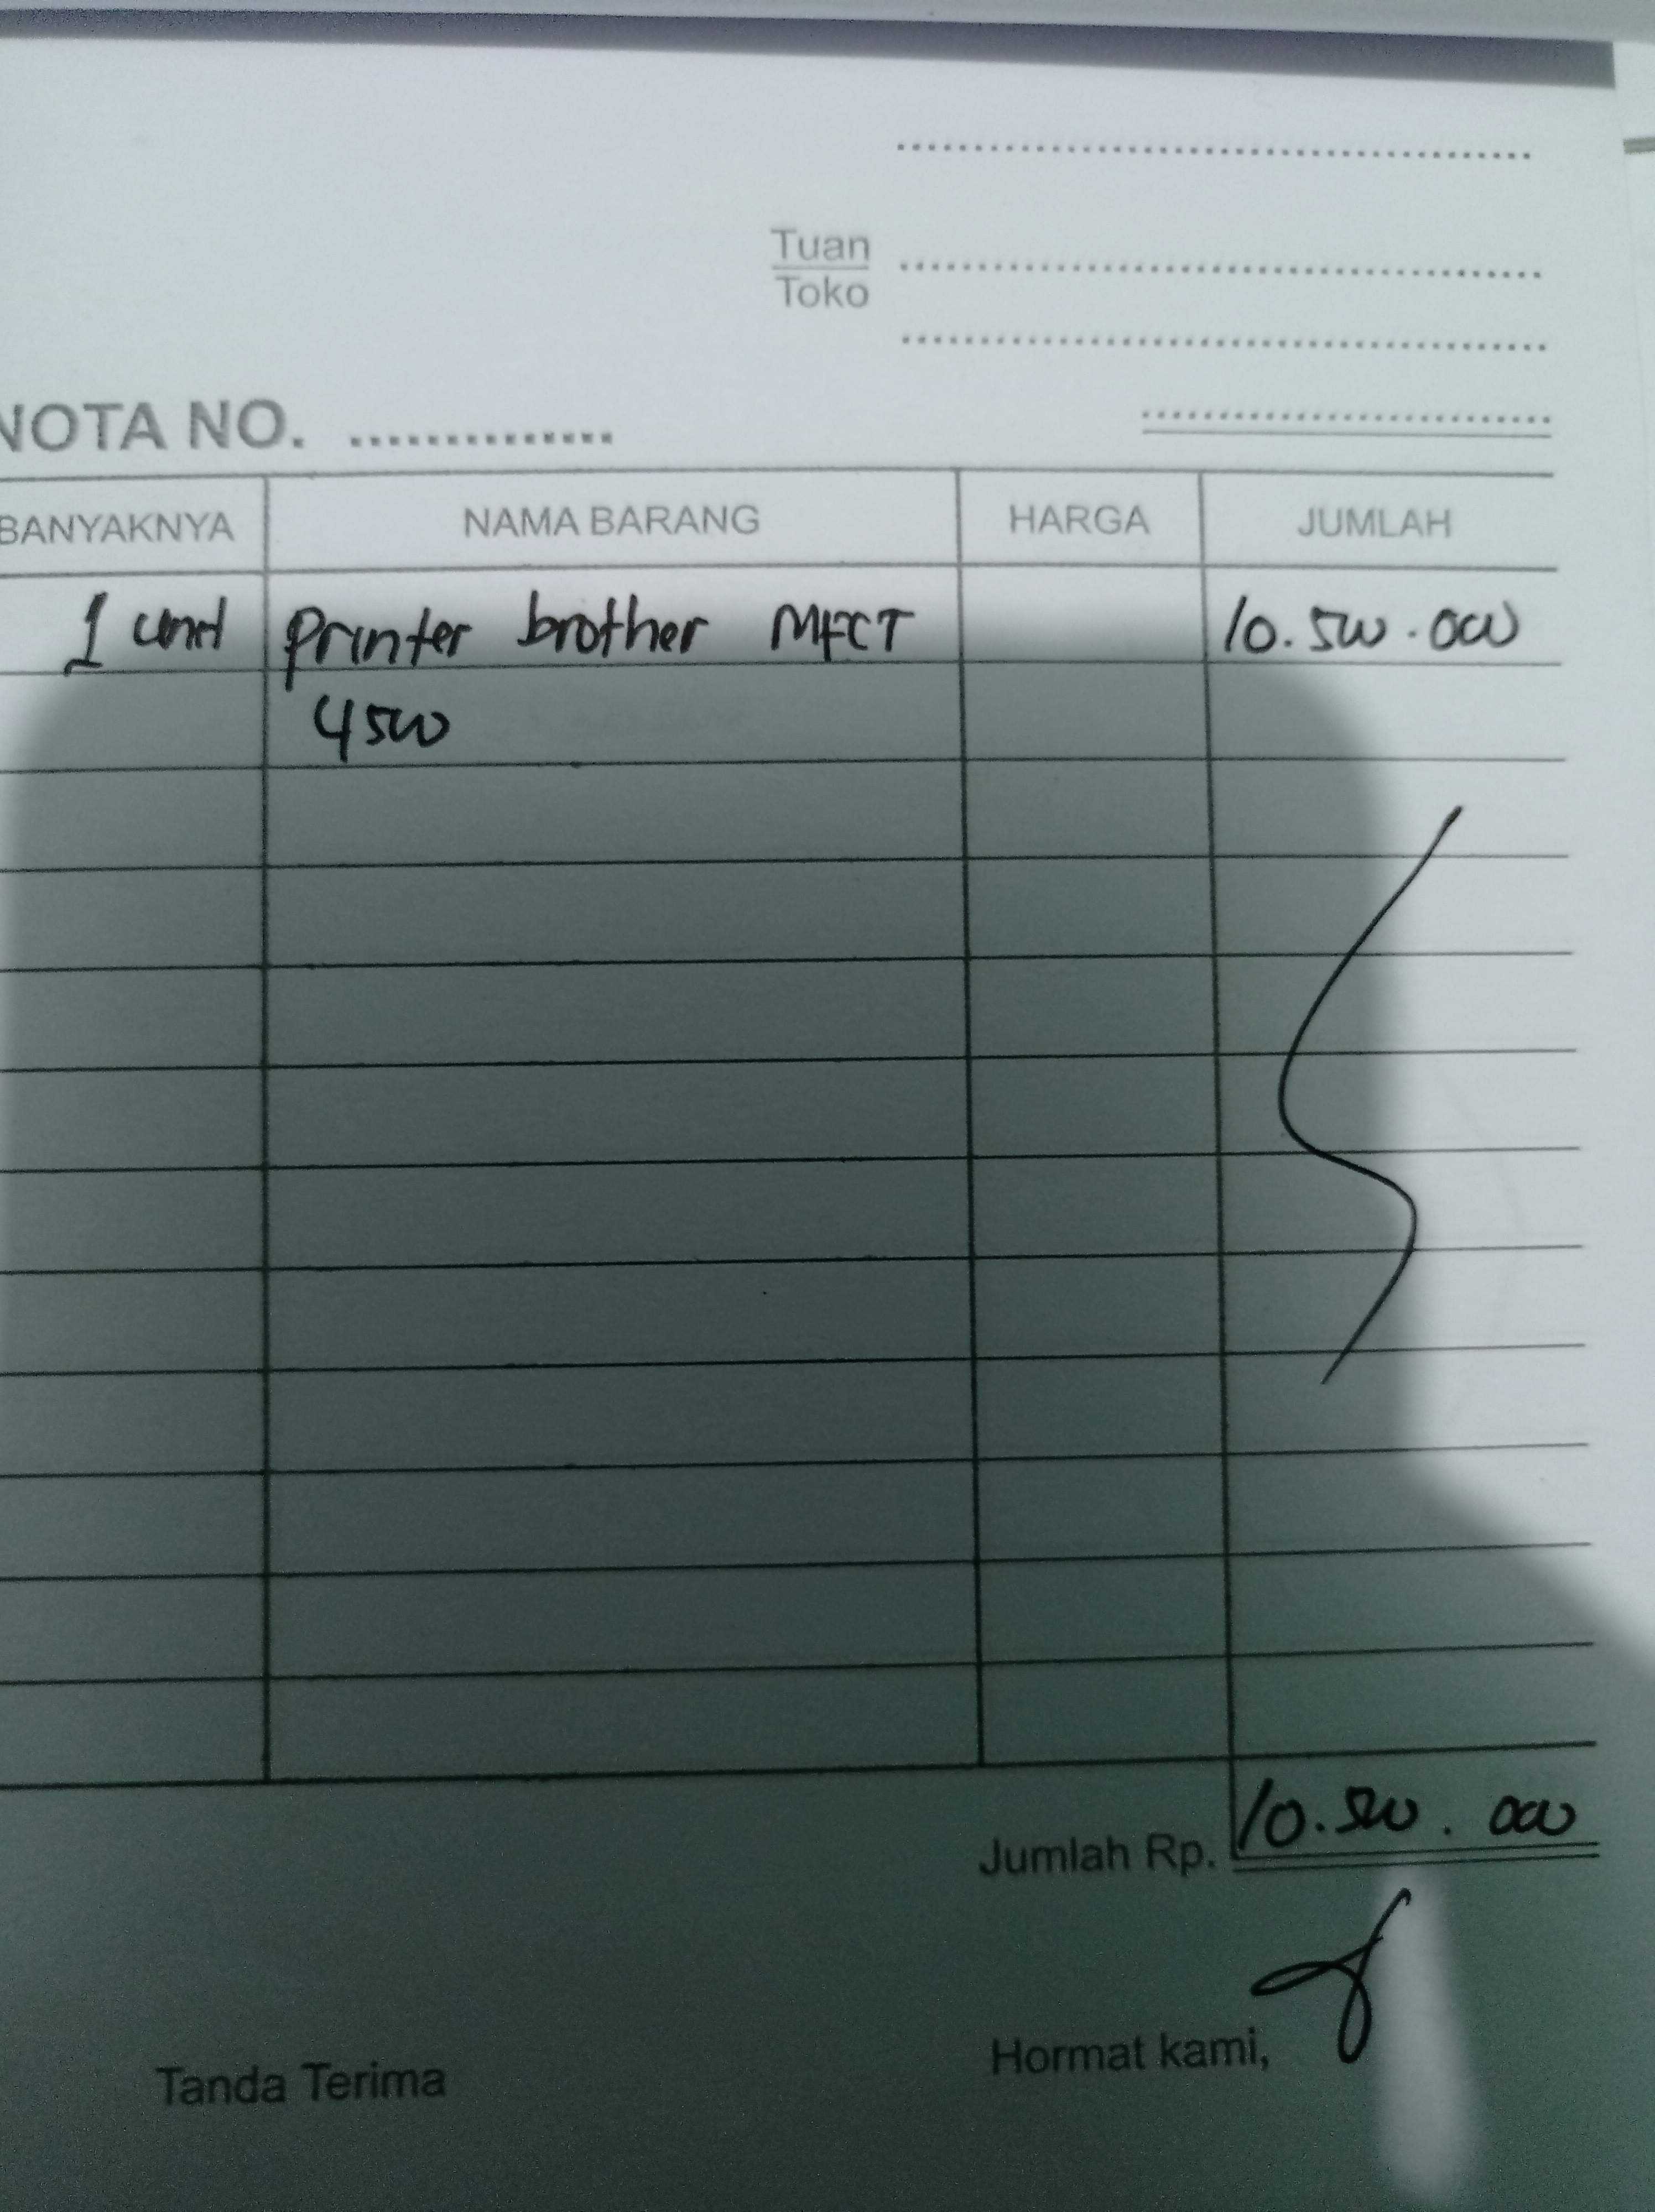 Tuan
Toko
NOTA NO. ..............
BANYAKNYA NAMA BARANG HARGA JUMLAH
1 unit printer brother MFCT 10.500.000
4500
Jumlah Rp. 10.500.000
Tanda Terima Hormat kami,